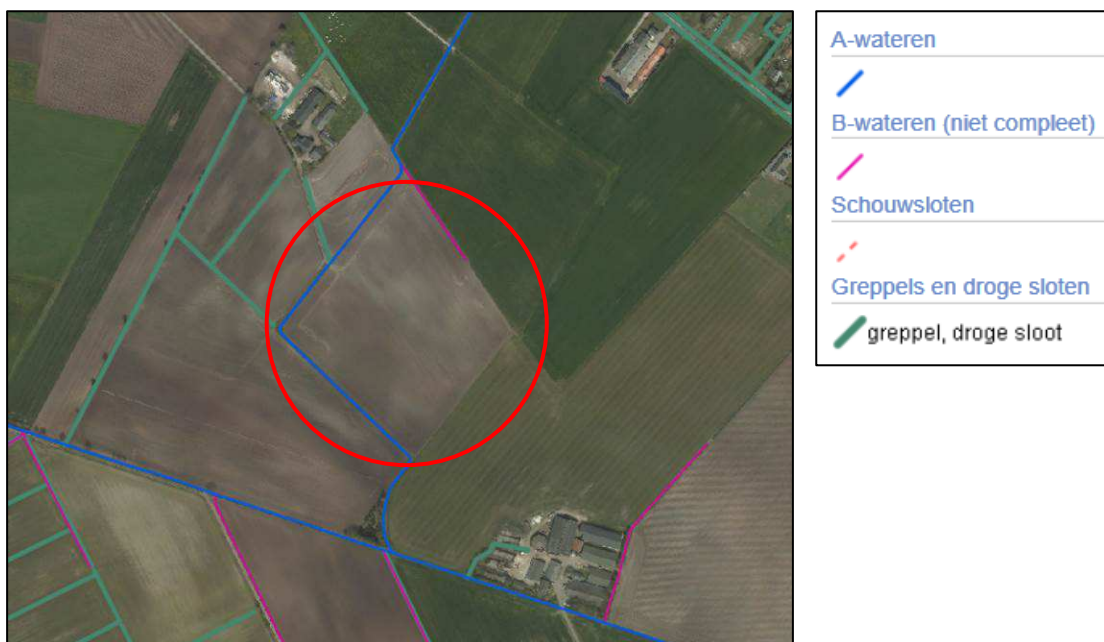 A-wateren
B-wateren (niet compleet)
Schouwsloten
Greppels en droge sloten
greppel, droge sloot